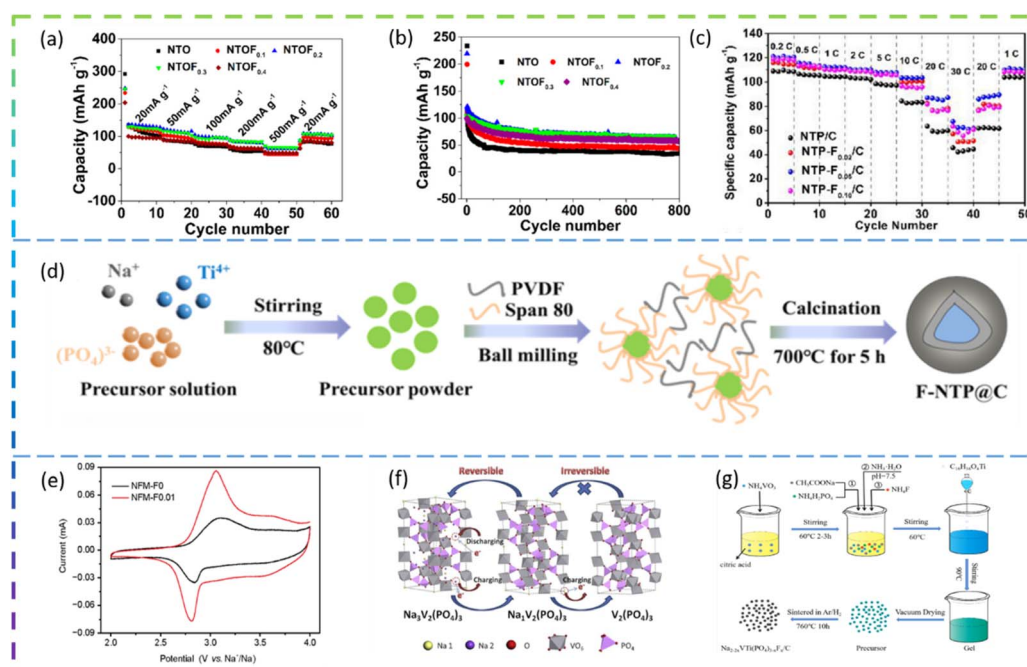 (a)
Capacity (mAh g⁻¹)
400
300
200
100
0
-100
0 10 20 30 40 50 60
Cycle number
NTO NTOF0.1 NTOF0.2
NTOF0.3 NTOF0.4
20mA g⁻¹
50mA g⁻¹
100mA g⁻¹
200mA g⁻¹
500mA g⁻¹
20mA g⁻¹
(b)
Capacity (mAh g⁻¹)
250
200
150
100
50
0
-50
0 200 400 600 800
Cycle number
NTO NTOF0.1 NTOF0.2
NTOF0.3 NTOF0.4
(c)
Specific capacity (mAh g⁻¹)
140
120
100
80
60
40
20
0
0 10 20 30 40 50
Cycle Number
0.2 C 0.5 C 1 C 2 C 5 C 10 C 20 C 30 C 20 C 1 C
NTP/C
NTP-F0.02/C
NTP-F0.05/C
NTP-F0.10/C
(d)
Na⁺
Ti⁴⁺
(PO₄)³⁻
Precursor solution
Stirring
80℃
Precursor powder
PVDF
Span 80
Ball milling
Calcination
700℃ for 5 h
F-NTP@C
(e)
Current (mA)
0.09
0.06
0.03
0.00
−0.03
−0.06
−0.09
2.0 2.5 3.0 3.5 4.0
Potential (V vs. Na⁺/Na)
NFM-F0
NFM-F0.01
(f)
Reversible Irreversible
Discharging
e⁻
Charging
Charging
e⁻
Na₃V₂(PO₄)₃ Na₁V₂(PO₄)₃ V₂(PO₄)₃
Na 1 Na 2 O VO₆ PO₄
(g)
NH₄VO₃
citric acid
Stirring
60℃ 2-3h
CH₃COONa
NH₄H₂PO₄
①
② NH₃·H₂O
pH=7.5
③
NH₄F
Precursor
Stirring
60℃
Stirring
90℃
Gel
Vacuum Drying
Precursor
Sintered in Ar/H₂
760℃ 10h